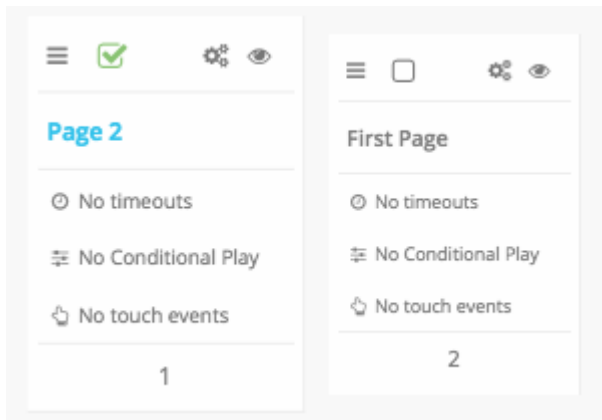 Page 2
No timeouts
No Conditional Play
No touch events
1
First Page
No timeouts
No Conditional Play
No touch events
2